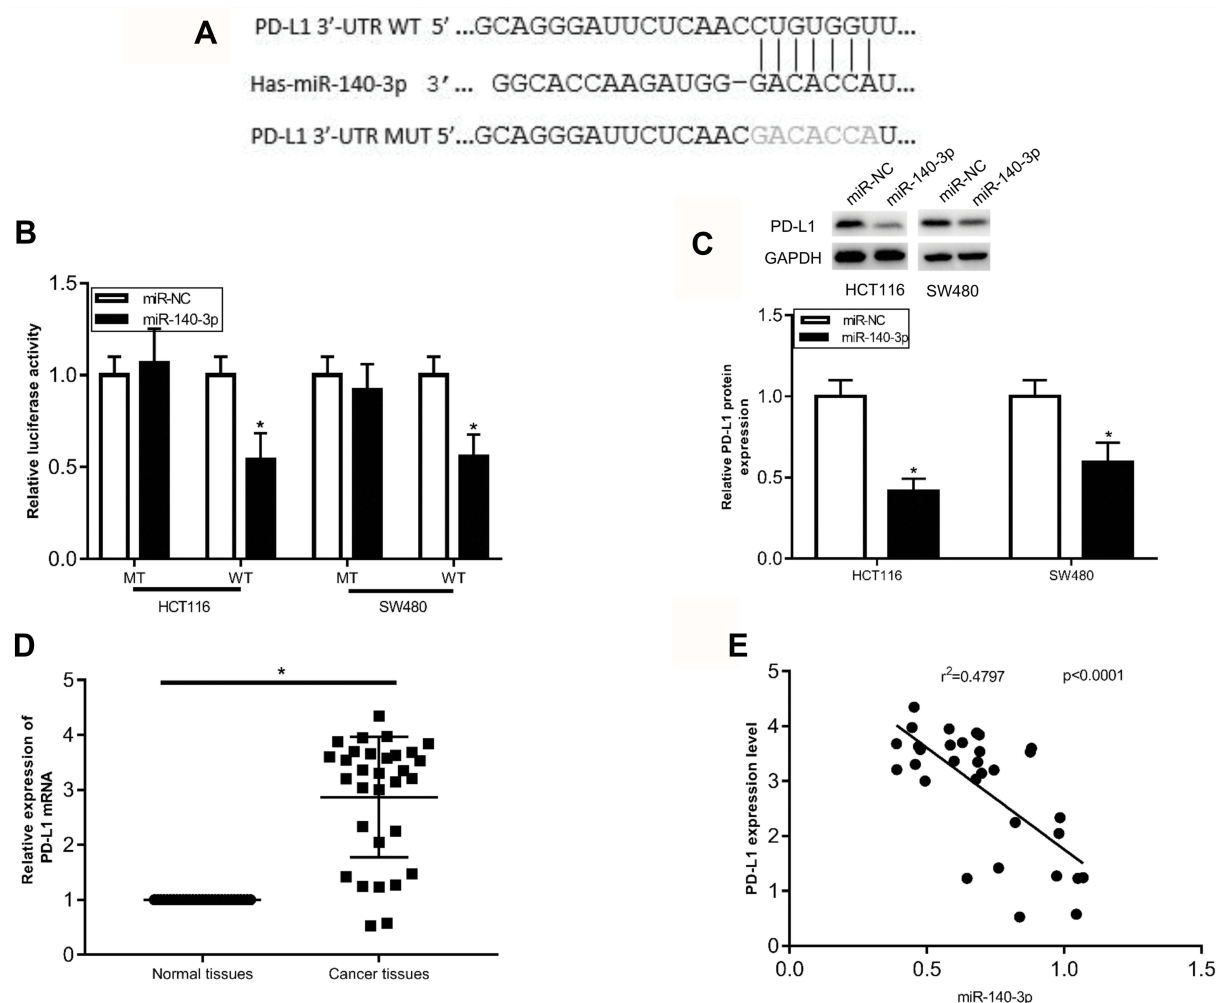 A
PD-L1 3′-UTR WT 5′ ...GCAGGGAUUCUCAACCUGUGGUU...
Has-miR-140-3p 3′... GGCACCAAGAUGG-GACACCAU...
PD-L1 3′-UTR MUT 5′...GCAGGGAUUCUCAACGACACCAU...
B
1.5
miR-NC
miR-140-3p
1.0
0.5
0.0
Relative luciferase activity
*
*
MT WT MT WT
HCT116 SW480
C
miR-NC miR-140-3p miR-NC miR-140-3p
PD-L1
GAPDH
HCT116 SW480
1.5
miR-NC
miR-140-3p
1.0
0.5
0.0
Relative PD-L1 protein
expression
*
*
HCT116 SW480
D
*
5
4
3
2
1
0
Relative expression of
PD-L1 mRNA
Normal tissues Cancer tissues
E
r²=0.4797 p<0.0001
5
4
3
2
1
0
PD-L1 expression level
0.0 0.5 1.0 1.5
miR-140-3p